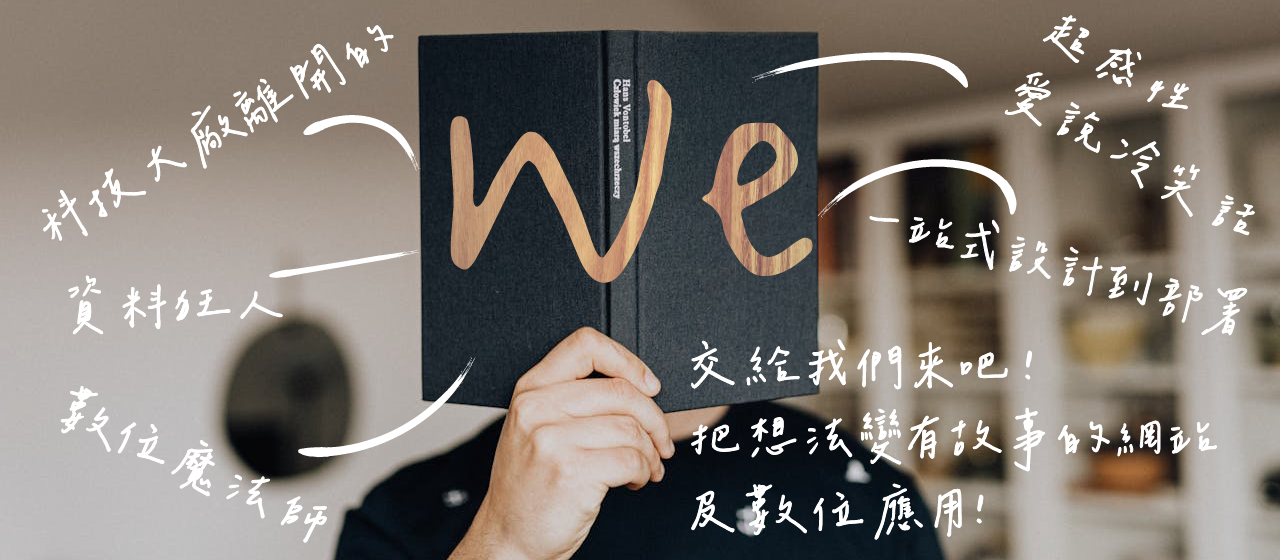 科技大廠離開的
資料狂人
數位魔法師
We
Hans Vontobel
Człowiek miarą wszechrzeczy
超感性
愛說冷笑話
一站式設計到部署
交給我們來吧！
把想法變有故事的網站
及數位應用！